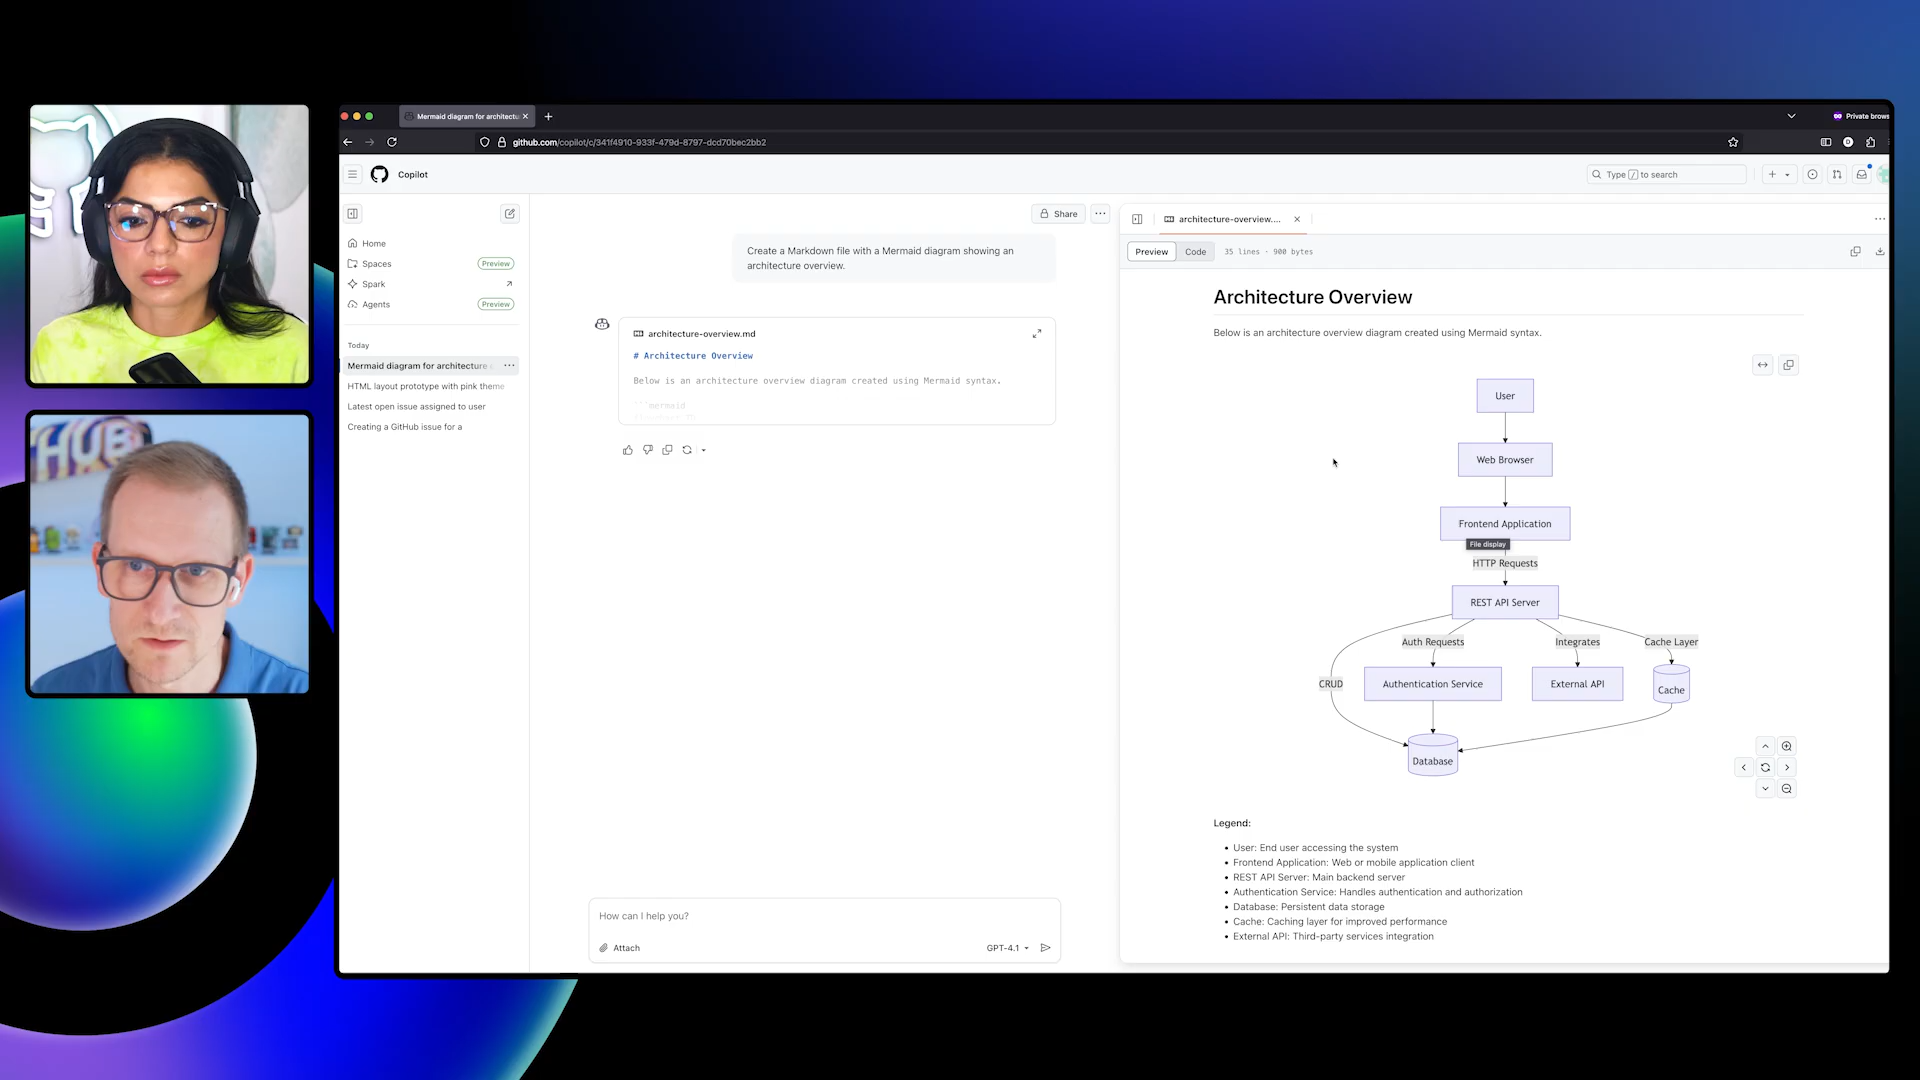 Mermaid diagram for architectu
Private brows
github.com/copilot/c/341f4910-933f-479d-8797-dcd70bec2bb2
Copilot
Type / to search
Home
Spaces
Preview
Spark
Agents
Preview
Today
Mermaid diagram for architecture
HTML layout prototype with pink theme
Latest open issue assigned to user
Creating a GitHub issue for a
Share
Create a Markdown file with a Mermaid diagram showing an
architecture overview.
architecture-overview.md
# Architecture Overview
Below is an architecture overview diagram created using Mermaid syntax.
```mermaid
How can I help you?
Attach
GPT-4.1
architecture-overview....
Preview
Code
35 lines · 900 bytes
Architecture Overview
Below is an architecture overview diagram created using Mermaid syntax.
User
Web Browser
Frontend Application
File display
HTTP Requests
REST API Server
Auth Requests
Integrates
Cache Layer
CRUD
Authentication Service
External API
Cache
Database
Legend:
• User: End user accessing the system
• Frontend Application: Web or mobile application client
• REST API Server: Main backend server
• Authentication Service: Handles authentication and authorization
• Database: Persistent data storage
• Cache: Caching layer for improved performance
• External API: Third-party services integration